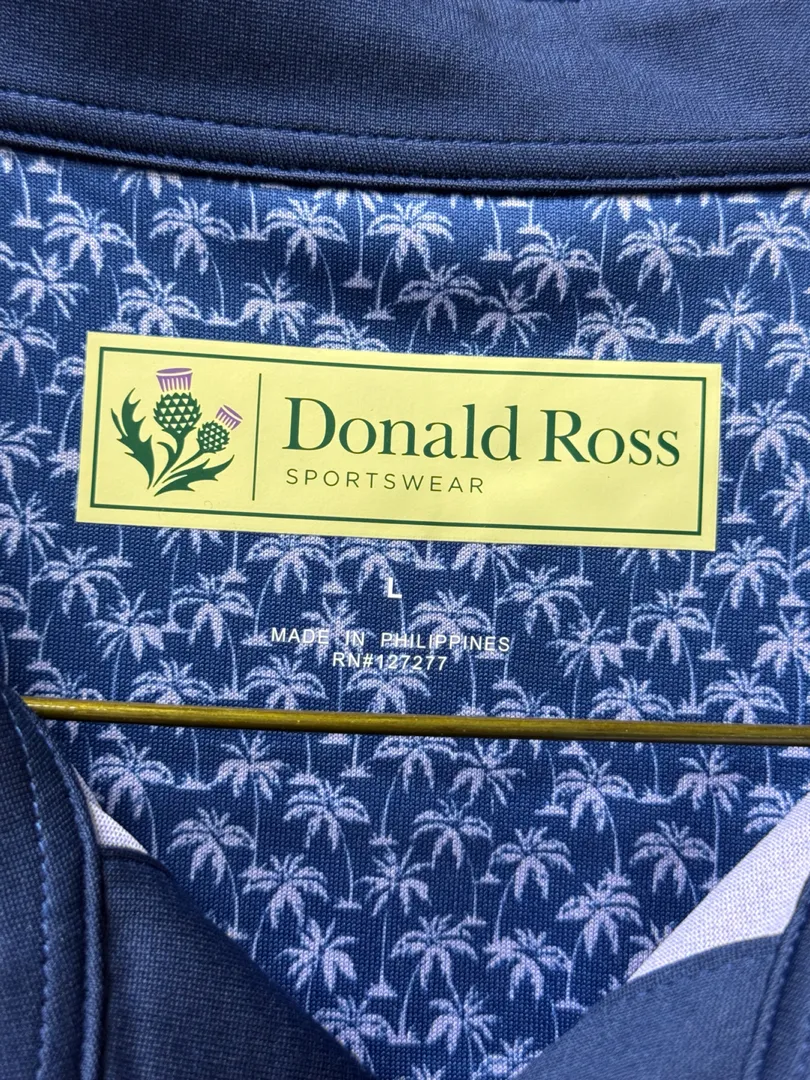 Donald Ross
SPORTSWEAR
L
MADE IN PHILIPPINES
RN#127277